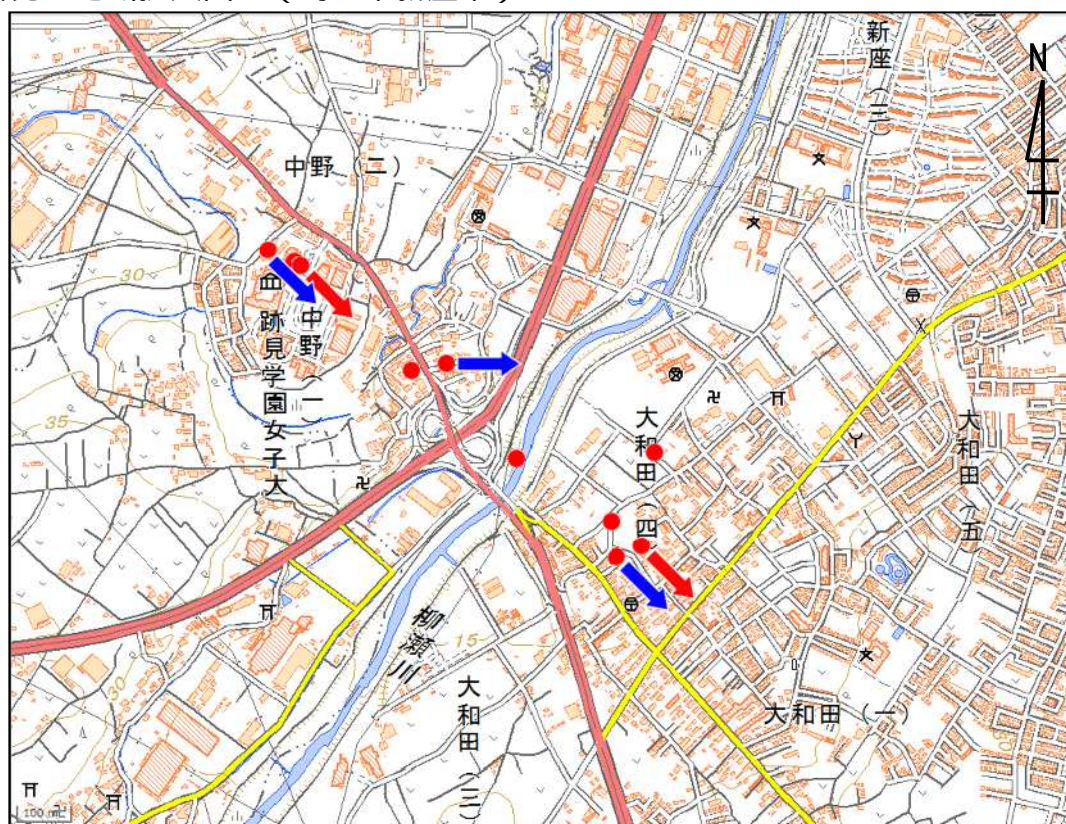 新座（三）
N
中野（二）
10
30
中野（一）
跡見学園女子大
35
大和田（四）
大和田（五）
柳瀬川
15
大和田（三）
大和田（一）
30
100 m